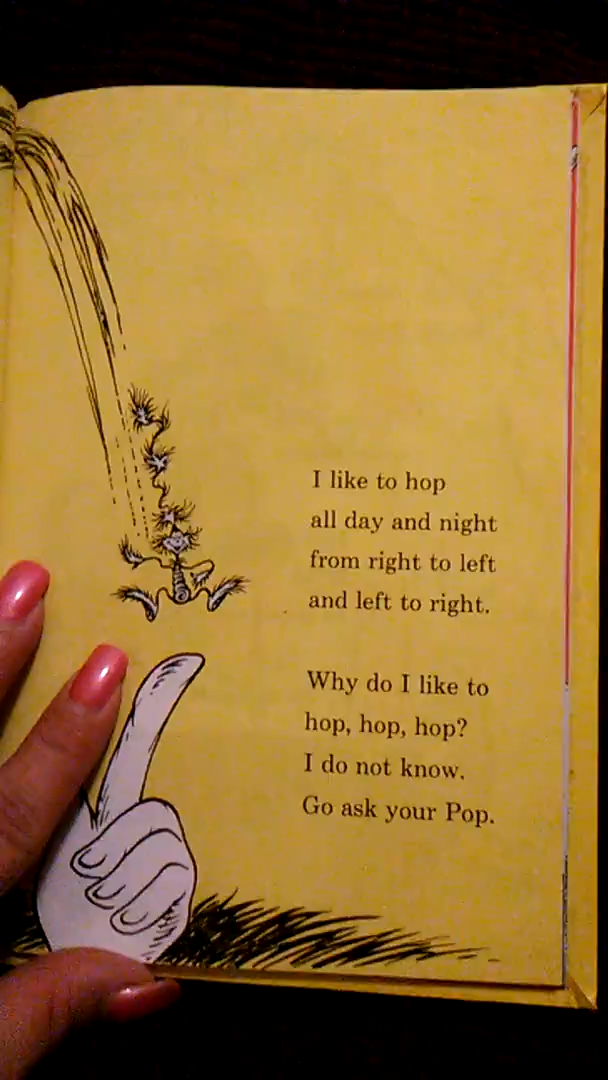 I like to hop
all day and night
from right to left
and left to right.
Why do I like to
hop, hop, hop?
I do not know.
Go ask your Pop.